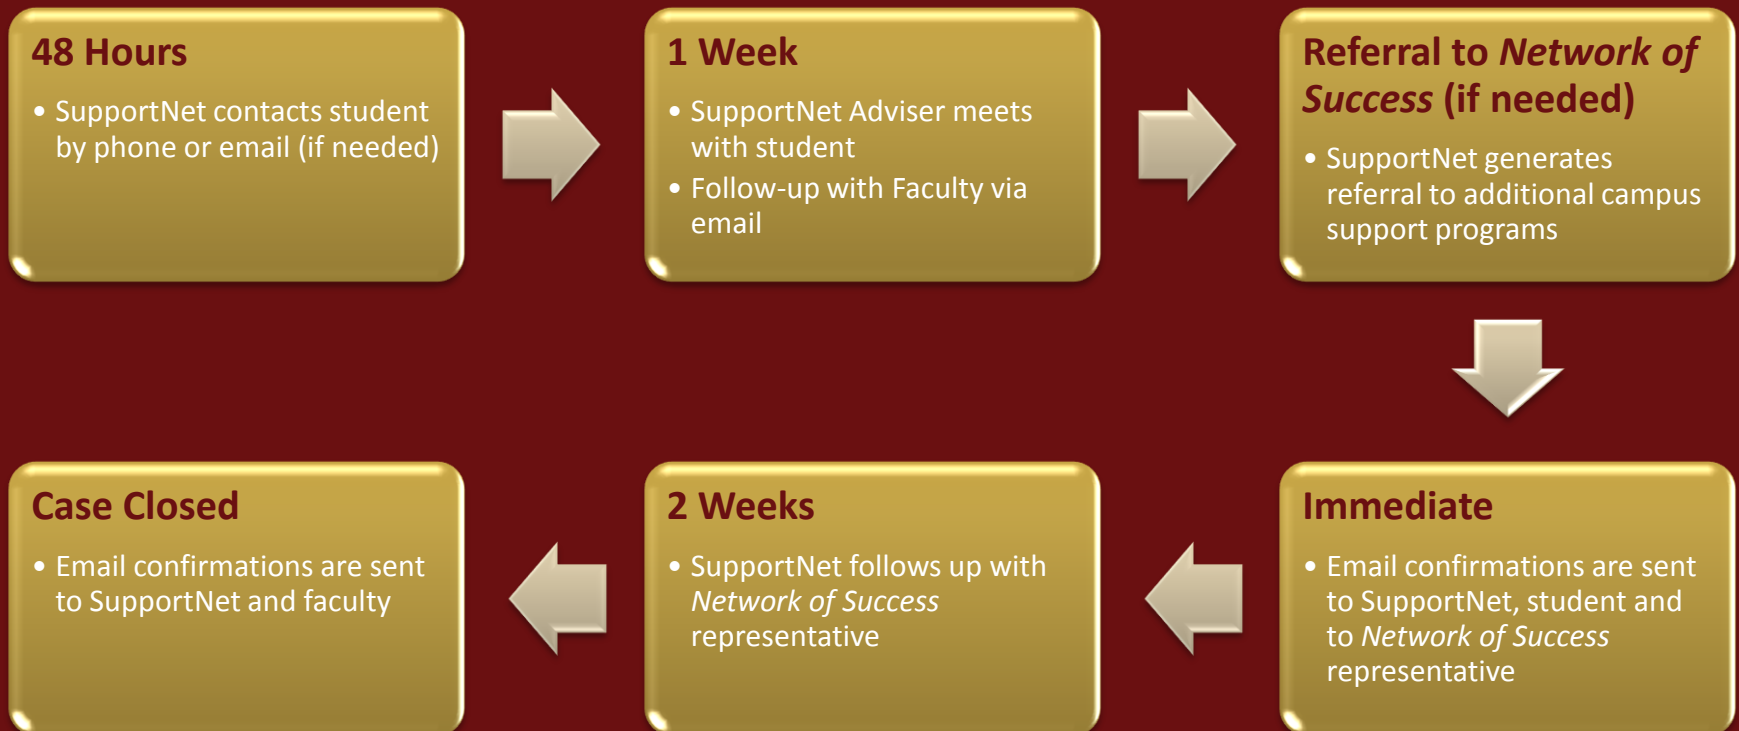 48 Hours
• SupportNet contacts student
by phone or email (if needed)
1 Week
• SupportNet Adviser meets
with student
• Follow-up with Faculty via
email
Referral to Network of
Success (if needed)
• SupportNet generates
referral to additional campus
support programs
Immediate
• Email confirmations are sent
to SupportNet, student and
to Network of Success
representative
2 Weeks
• SupportNet follows up with
Network of Success
representative
Case Closed
• Email confirmations are sent
to SupportNet and faculty